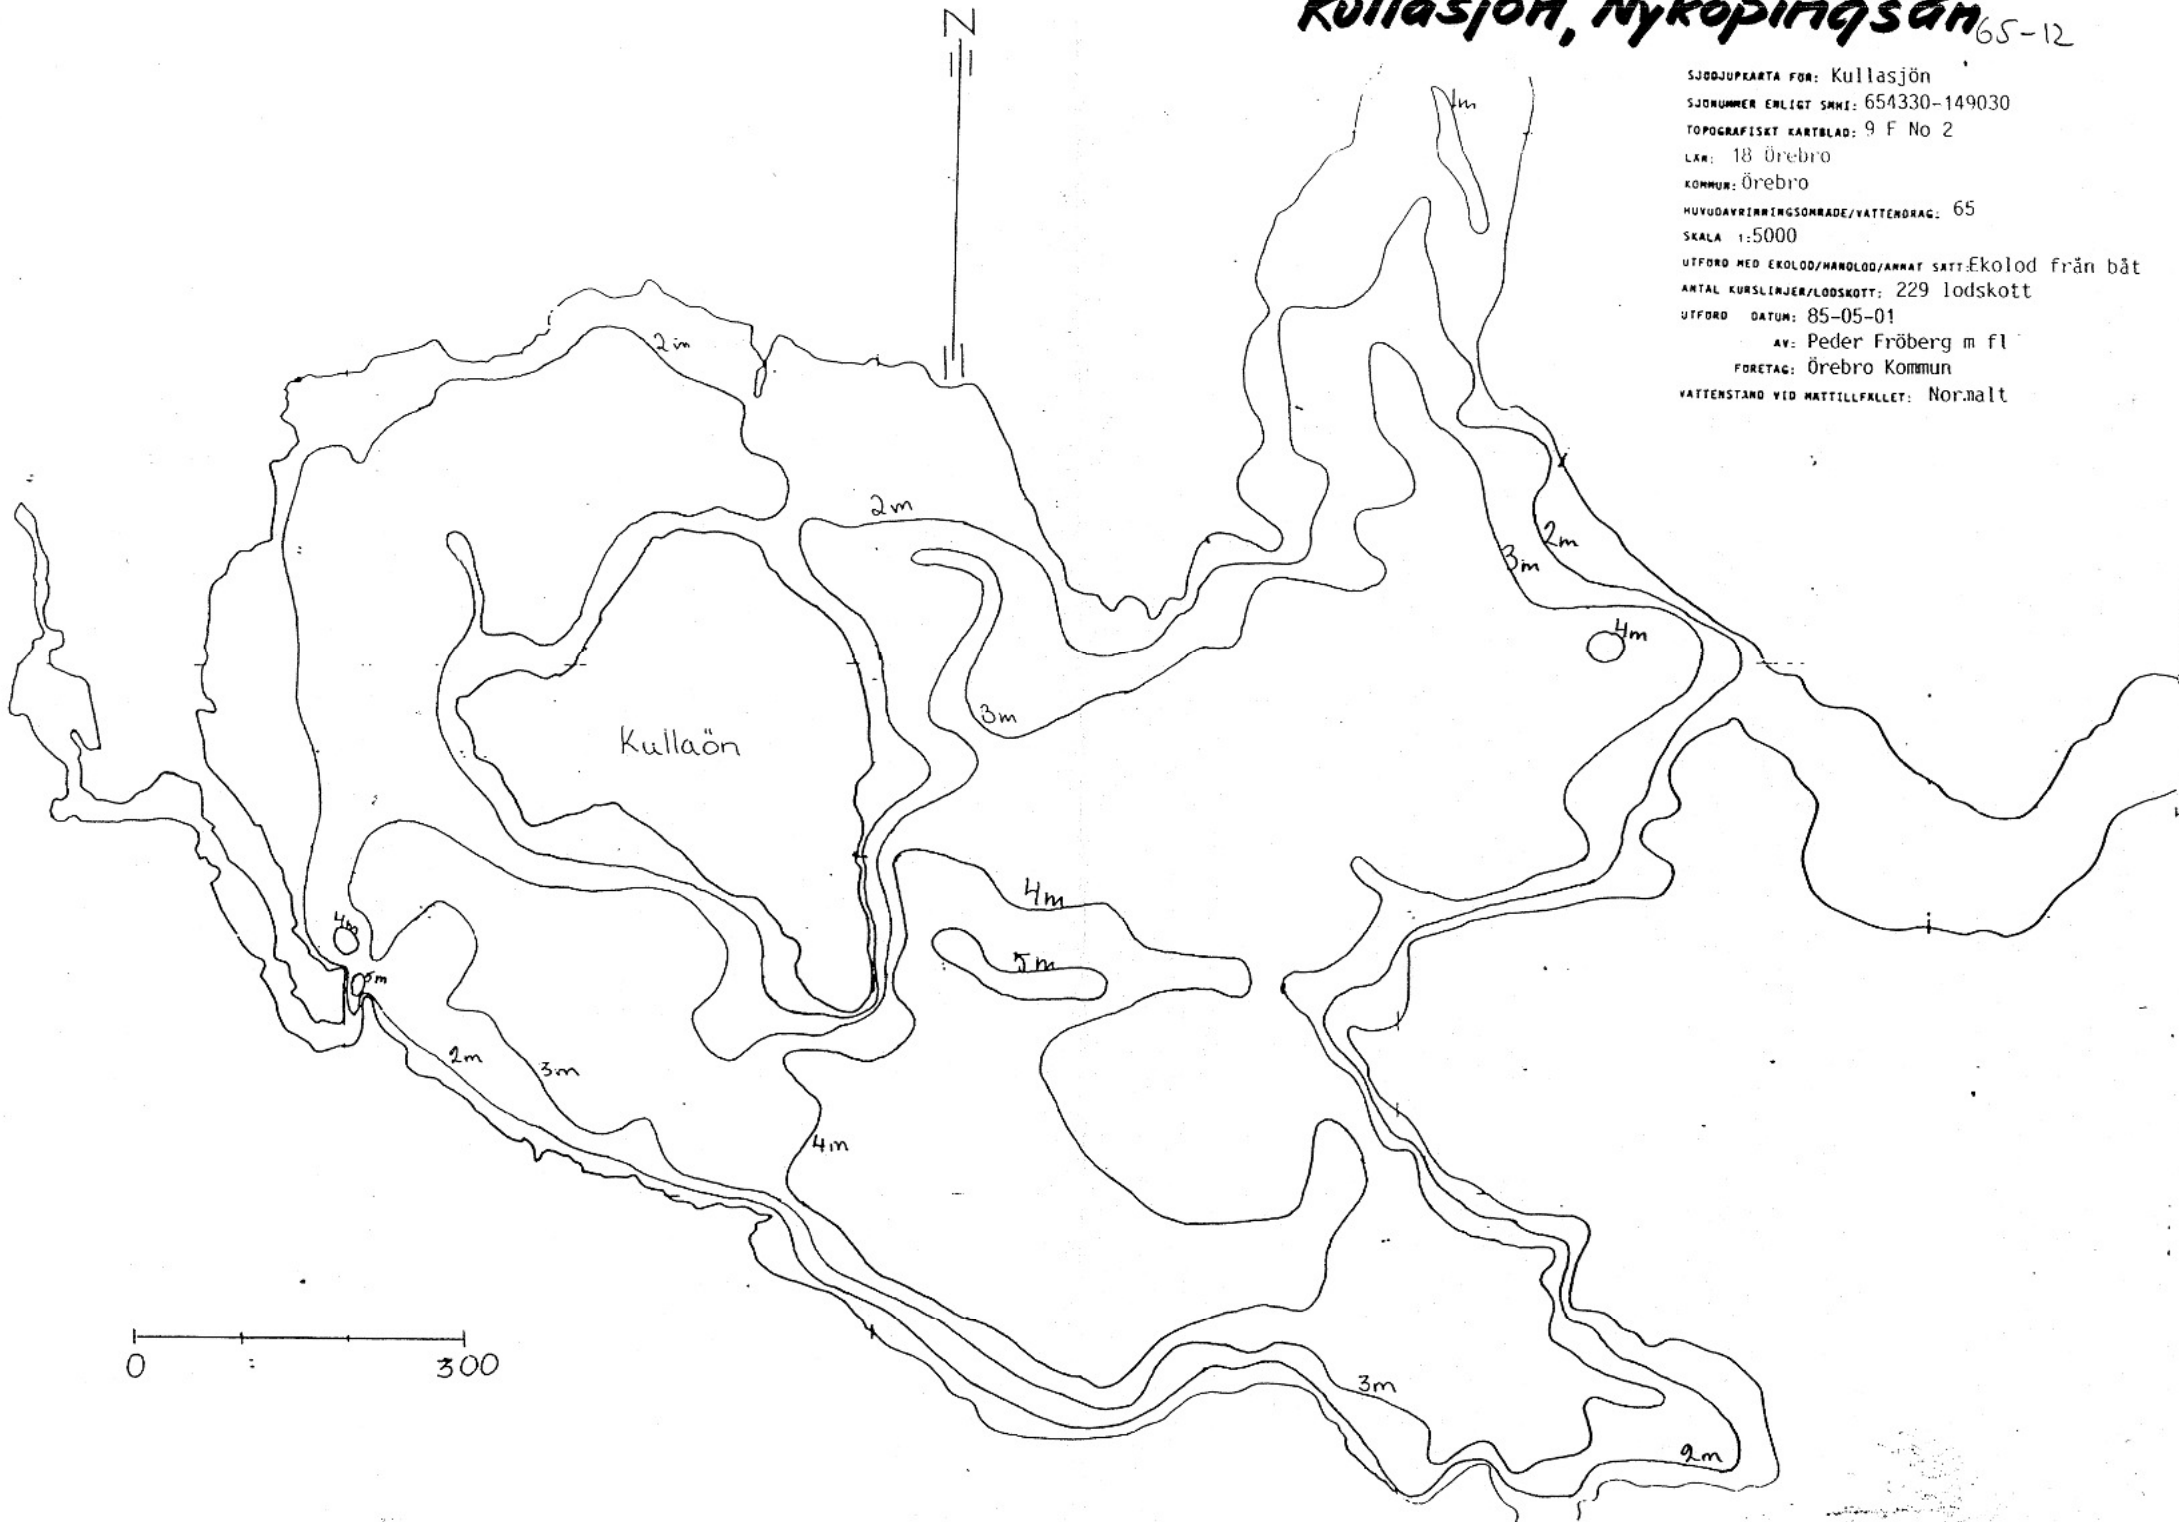 Kullasjön, Nyköpingsån 65-12
N
SJÖDJUPKARTA FÖR: Kullasjön
SJÖNUMMER ENLIGT SMHI: 654330-149030
TOPOGRAFISKT KARTBLAD: 9 F No 2
LÄN: 18 Örebro
KOMMUN: Örebro
HUVUDAVRINNINGSOMRÅDE/VATTENDRAG: 65
SKALA 1:5000
UTFÖRD MED EKOLOD/HANDLOD/ANNAT SÄTT: Ekolod från båt
ANTAL KURSLINJER/LODSKOTT: 229 lodskott
UTFÖRD DATUM: 85-05-01
AV: Peder Fröberg m fl
FÖRETAG: Örebro Kommun
VATTENSTÅND VID MÄTTILLFÄLLET: Normalt
1m
2m
2m
2m
3m
4m
3m
Kullaön
4m
4m
5m
5m
2m
3m
4m
3m
2m
0 300